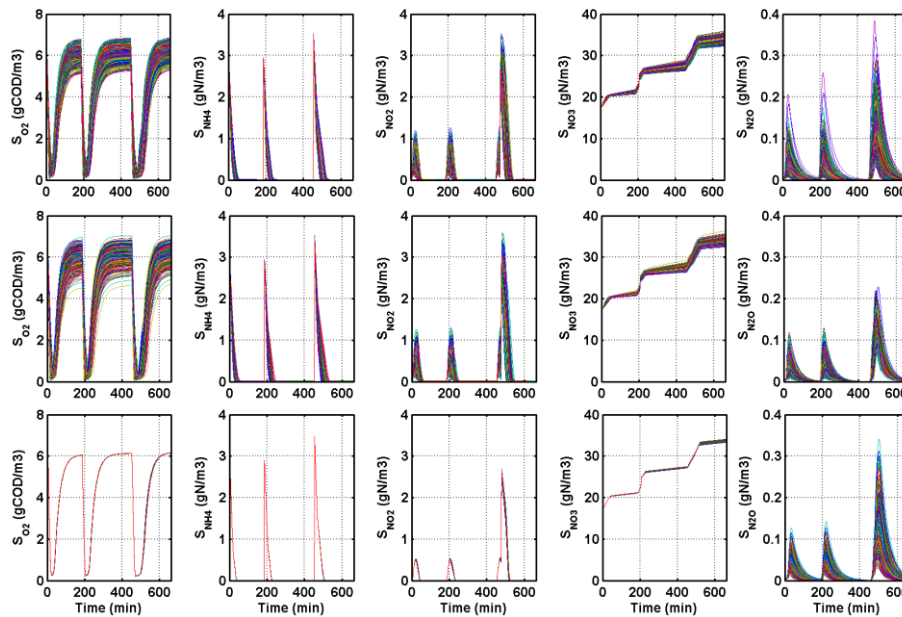 S_O2 (gCOD/m3)
8
6
4
2
0
0 200 400 600
S_NH4 (gN/m3)
4
3
2
1
0
0 200 400 600
S_NO2 (gN/m3)
4
3
2
1
0
0 200 400 600
S_NO3 (gN/m3)
40
30
20
10
0
0 200 400 600
S_N2O (gN/m3)
0.4
0.3
0.2
0.1
0
0 200 400 600
S_O2 (gCOD/m3)
8
6
4
2
0
0 200 400 600
S_NH4 (gN/m3)
4
3
2
1
0
0 200 400 600
S_NO2 (gN/m3)
4
3
2
1
0
0 200 400 600
S_NO3 (gN/m3)
40
30
20
10
0
0 200 400 600
S_N2O (gN/m3)
0.4
0.3
0.2
0.1
0
0 200 400 600
S_O2 (gCOD/m3)
8
6
4
2
0
0 200 400 600
Time (min)
S_NH4 (gN/m3)
4
3
2
1
0
0 200 400 600
Time (min)
S_NO2 (gN/m3)
4
3
2
1
0
0 200 400 600
Time (min)
S_NO3 (gN/m3)
40
30
20
10
0
0 200 400 600
Time (min)
S_N2O (gN/m3)
0.4
0.3
0.2
0.1
0
0 200 400 600
Time (min)